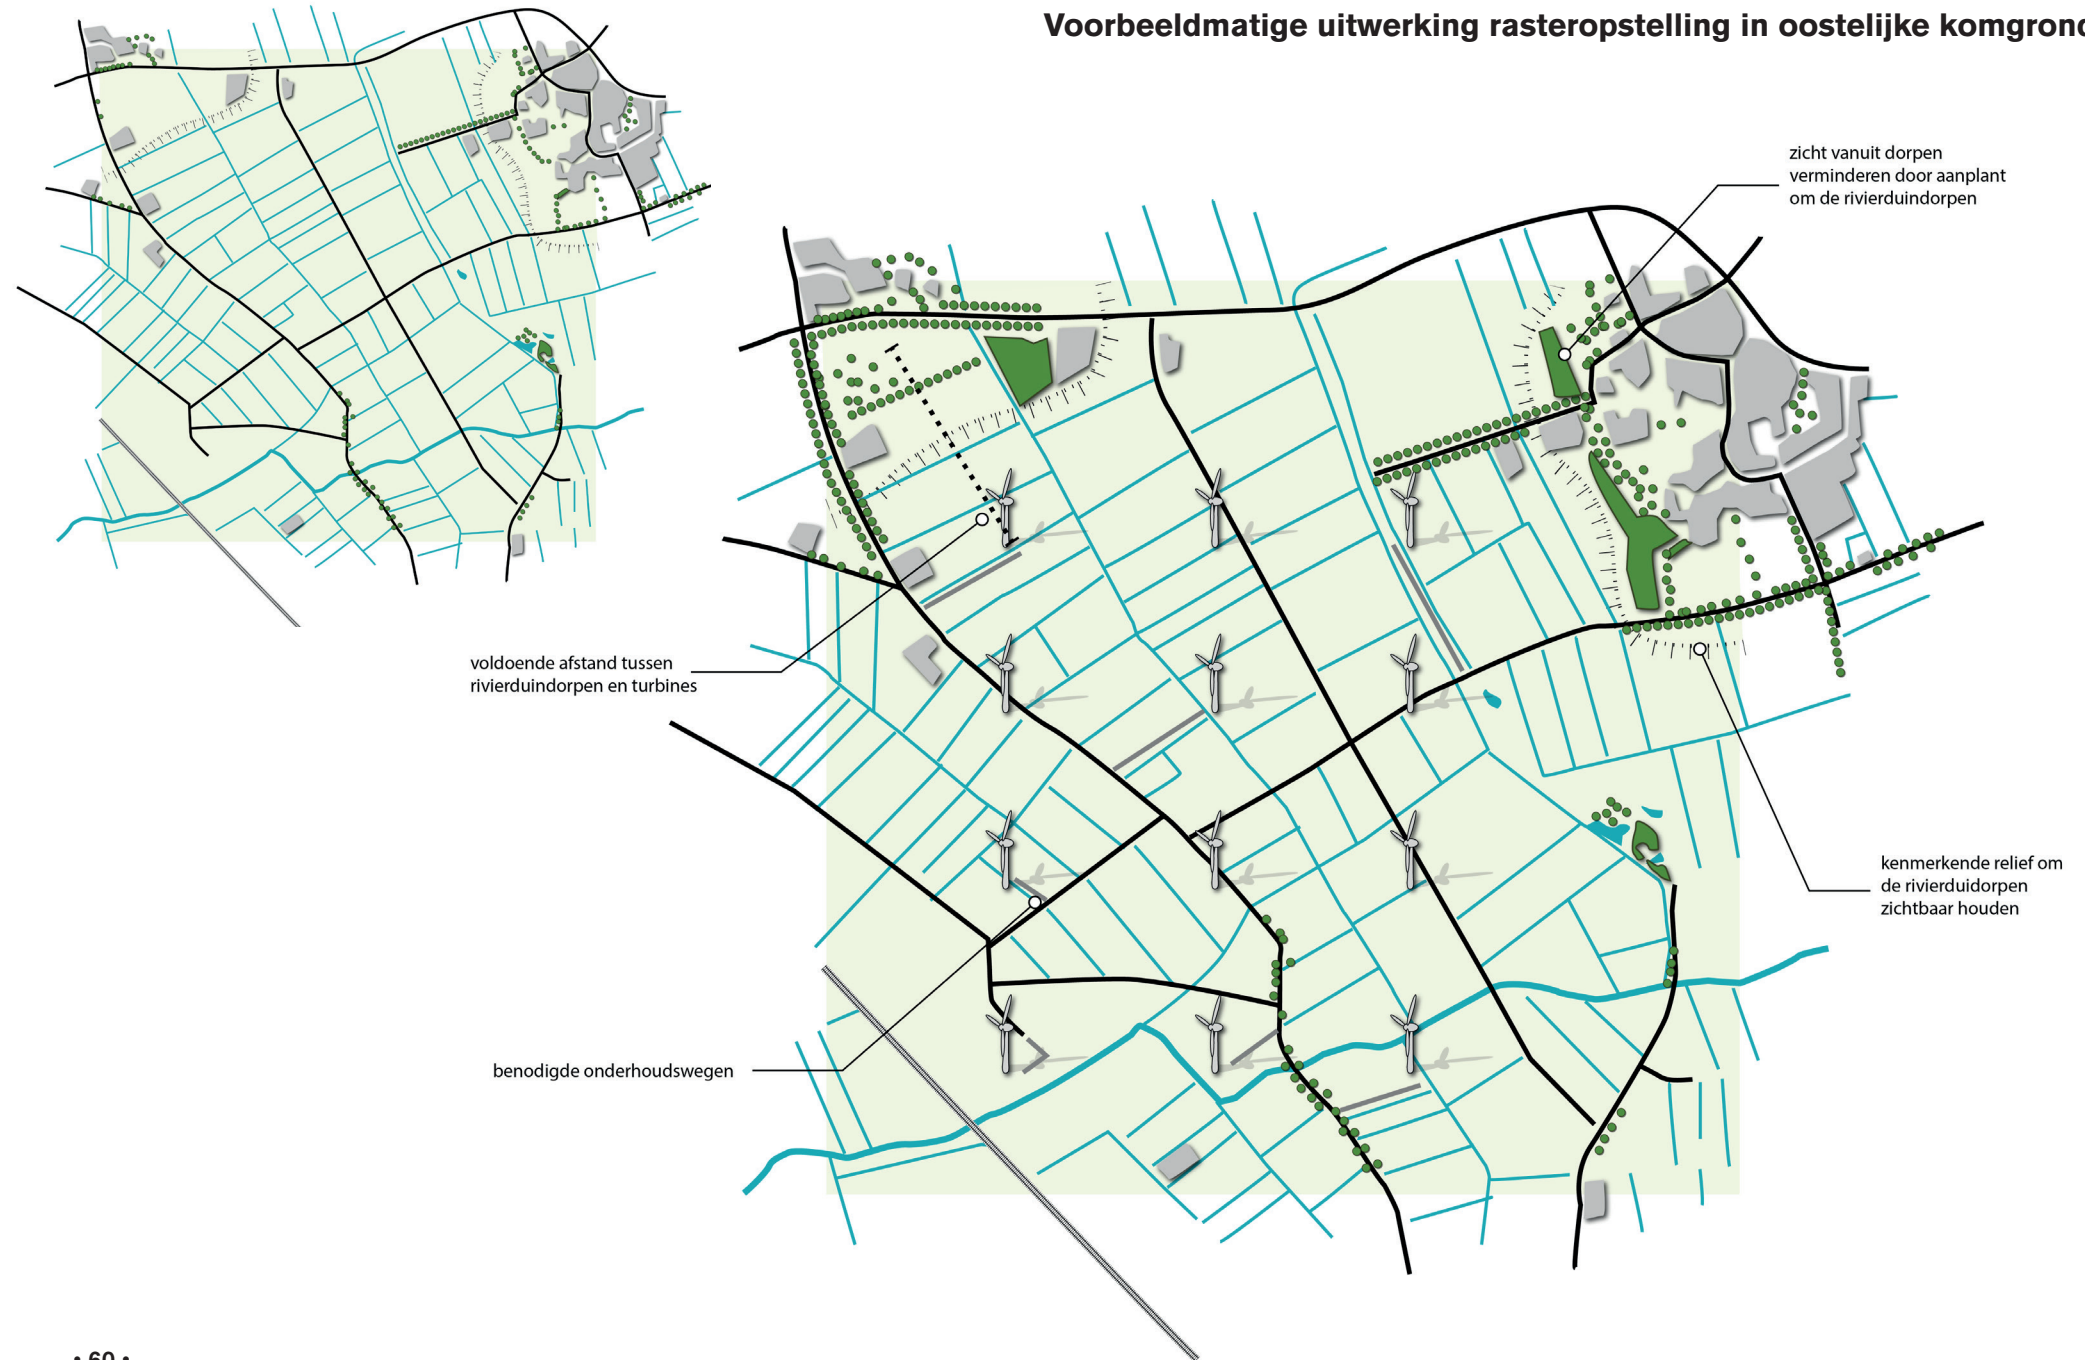 Voorbeeldmatige uitwerking rasteropstelling in oostelijke komgrond
zicht vanuit dorpen
verminderen door aanplant
om de rivierduindorpen
voldoende afstand tussen
rivierduindorpen en turbines
kenmerkende relief om
de rivierduidorpen
zichtbaar houden
benodigde onderhoudswegen
• 60 •